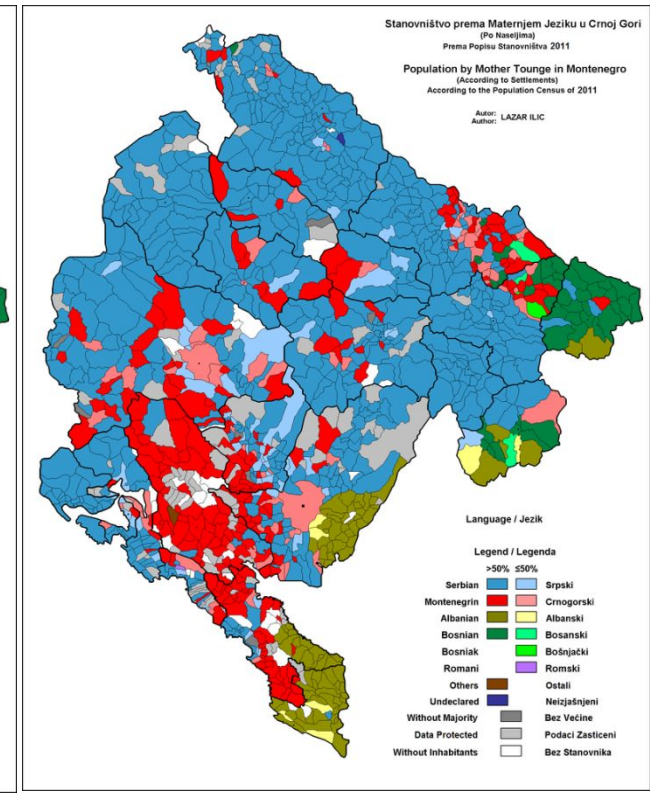 Stanovništvo prema Maternjem Jeziku u Crnoj Gori
(Po Naseljima)
Prema Popisu Stanovništva 2011
Population by Mother Tounge in Montenegro
(According to Settlements)
According to the Population Census of 2011
Autor:
Author: LAZAR ILIC
Language / Jezik
Legend / Legenda
>50% ≤50%
Serbian Srpski
Montenegrin Crnogorski
Albanian Albanski
Bosnian Bosanski
Bosniak Bošnjački
Romani Romski
Others Ostali
Undeclared Neizjašnjeni
Without Majority Bez Većine
Data Protected Podaci Zasticeni
Without Inhabitants Bez Stanovnika